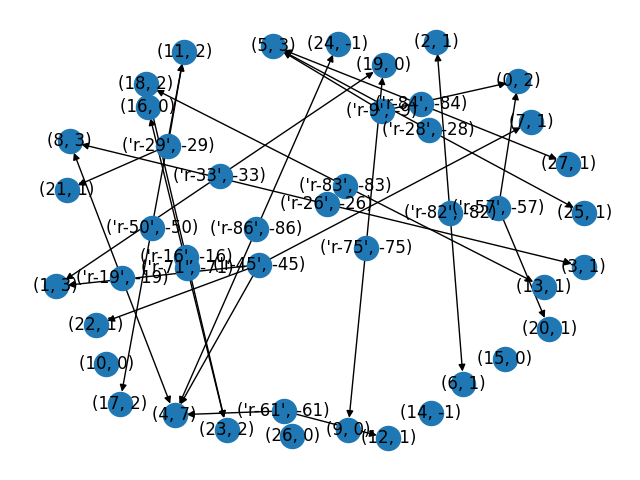 (5, 3)
(24, -1)
(2, 1)
(11, 2)
(19, 0)
(0, 2)
(18, 2)
(16, 0)
('r-84', -84)
('r-9', -9)
(7, 1)
('r-28', -28)
(8, 3)
('r-29', -29)
(27, 1)
('r-33', -33)
(21, 1)
('r-83', -83)
('r-26', -26)
('r-82', -82)
('r-57', -57)
(25, 1)
('r-50', -50)
('r-86', -86)
('r-75', -75)
('r-16', -16)
('r-71', -71)
('r-45', -45)
(3, 1)
('r-19', -19)
(1, 3)
(13, 1)
(22, 1)
(20, 1)
(10, 0)
(15, 0)
(6, 1)
(17, 2)
(4, 7)
('r-61', -61)
(14, -1)
(23, 2)
(26, 0)
(9, 0)
(12, 1)